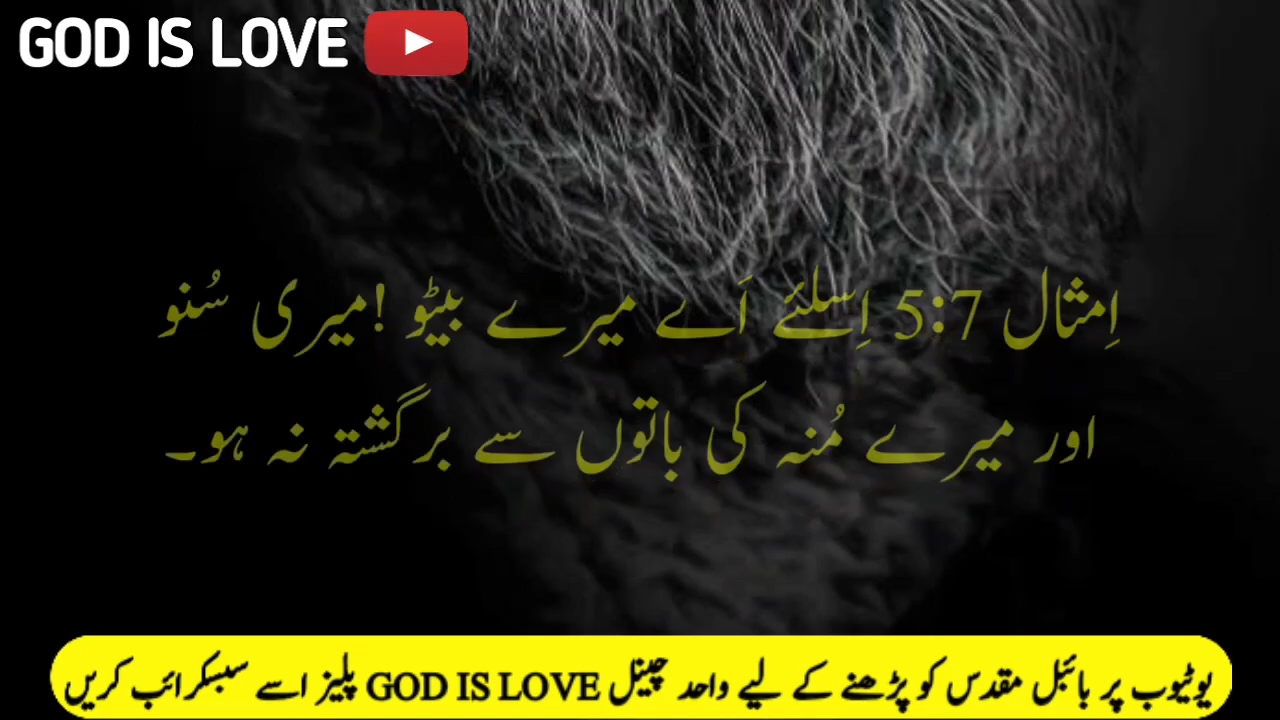 GOD IS LOVE
اِمثال 5:7 اِسلئے اَے میرے بیٹو !میری سُنو
اور میرے مُنہ کی باتوں سے برگشتہ نہ ہو۔
یوٹیوب پر بائبل مقدس کو پڑھنے کے لیے واحد چینل GOD IS LOVE پلیز اسے سبسکرائب کریں